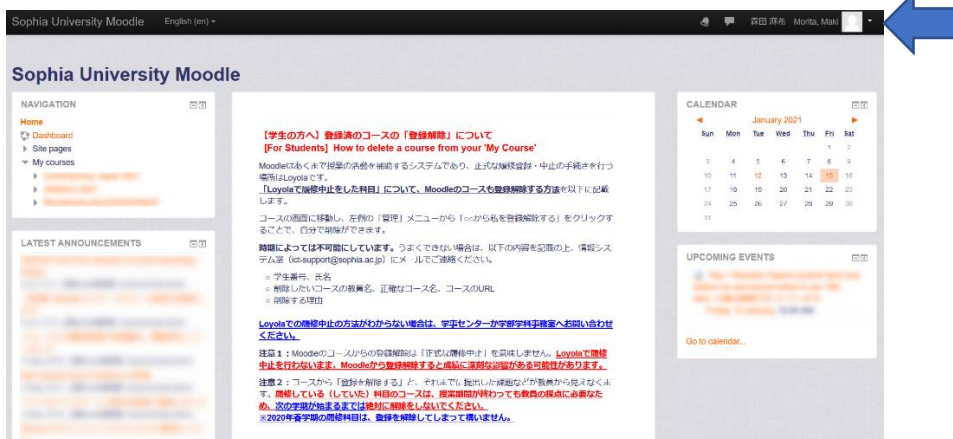 Sophia University Moodle English (en)
森田 麻希 Morita, Maki
Sophia University Moodle
NAVIGATION
Home
Dashboard
Site pages
My courses
LATEST ANNOUNCEMENTS
【学生の方へ】登録済のコースの「登録解除」について
[For Students] How to delete a course from your 'My Course'
Moodleはあくまで授業の活動を補助するシステムであり、正式な履修登録・中止の手続きを行う
場所はLoyolaです。
「Loyolaで履修中止をした科目」について、Moodleのコースも登録解除する方法を以下に記載
します。
コースの画面に移動し、左側の「管理」メニューから「○○から私を登録解除する」をクリックす
ることで、自分で削除ができます。
時期によっては不可能にしています。うまくできない場合は、以下の内容を記載の上、情報シス
テム室（ict-support@sophia.ac.jp）にメールでご連絡ください。
○ 学生番号、氏名
○ 削除したいコースの教員名、正確なコース名、コースのURL
○ 削除する理由
Loyolaでの履修中止の方法がわからない場合は、学事センターか学部学科事務室へお問い合わせ
ください。
注意１：Moodleのコースからの登録解除は「正式な履修中止」を意味しません。Loyolaで履修
中止を行わないまま、Moodleから登録解除すると成績に深刻な影響がある可能性があります。
注意２：コースから「登録を解除する」と、それまでに提出した課題などが教員から見えなくま
す。履修している（していた）科目のコースは、授業期間が終わっても教員の採点に必要なた
め、次の学期が始まるまでは絶対に解除をしないでください。
※2020年春学期の履修科目は、登録を解除してしまって構いません。
CALENDAR
January 2021
Sun Mon Tue Wed Thu Fri Sat
1 2
3 4 5 6 7 8 9
10 11 12 13 14 15 16
17 18 19 20 21 22 23
24 25 26 27 28 29 30
31
UPCOMING EVENTS
Go to calendar...